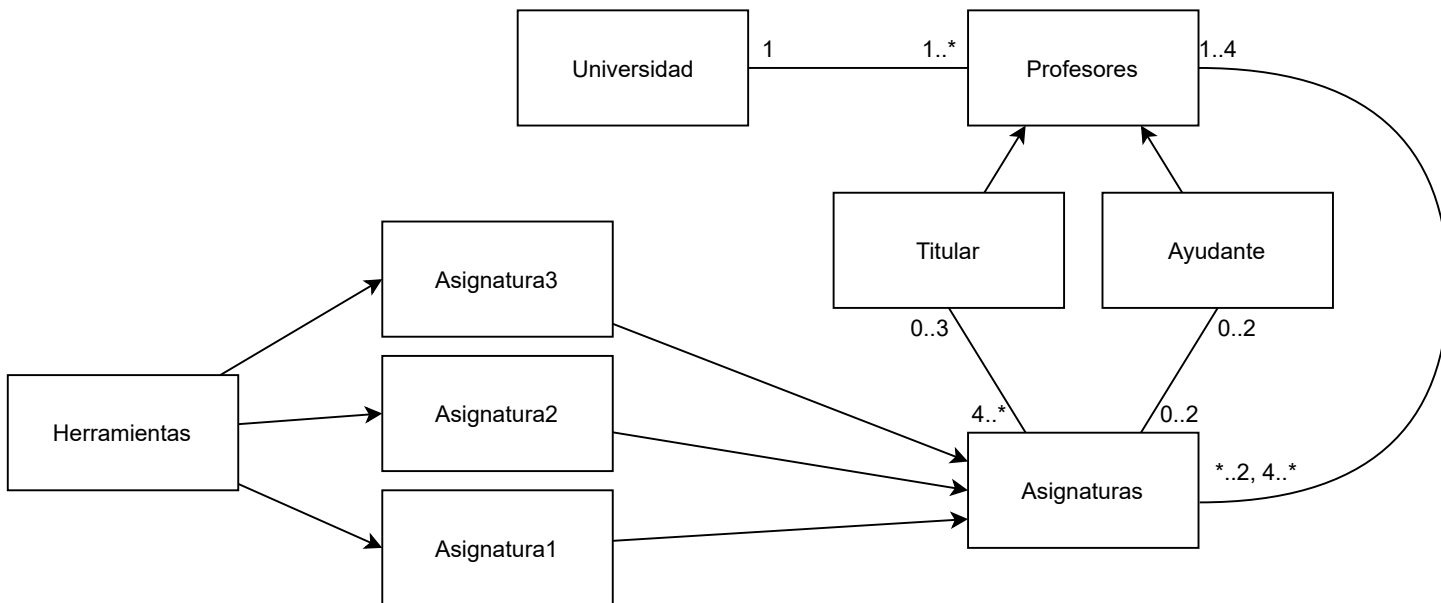 Universidad
1
1..*
Profesores
1..4
Titular
Ayudante
0..3
0..2
Asignatura3
Asignatura2
Asignatura1
Herramientas
4..*
0..2
Asignaturas
*..2, 4..*